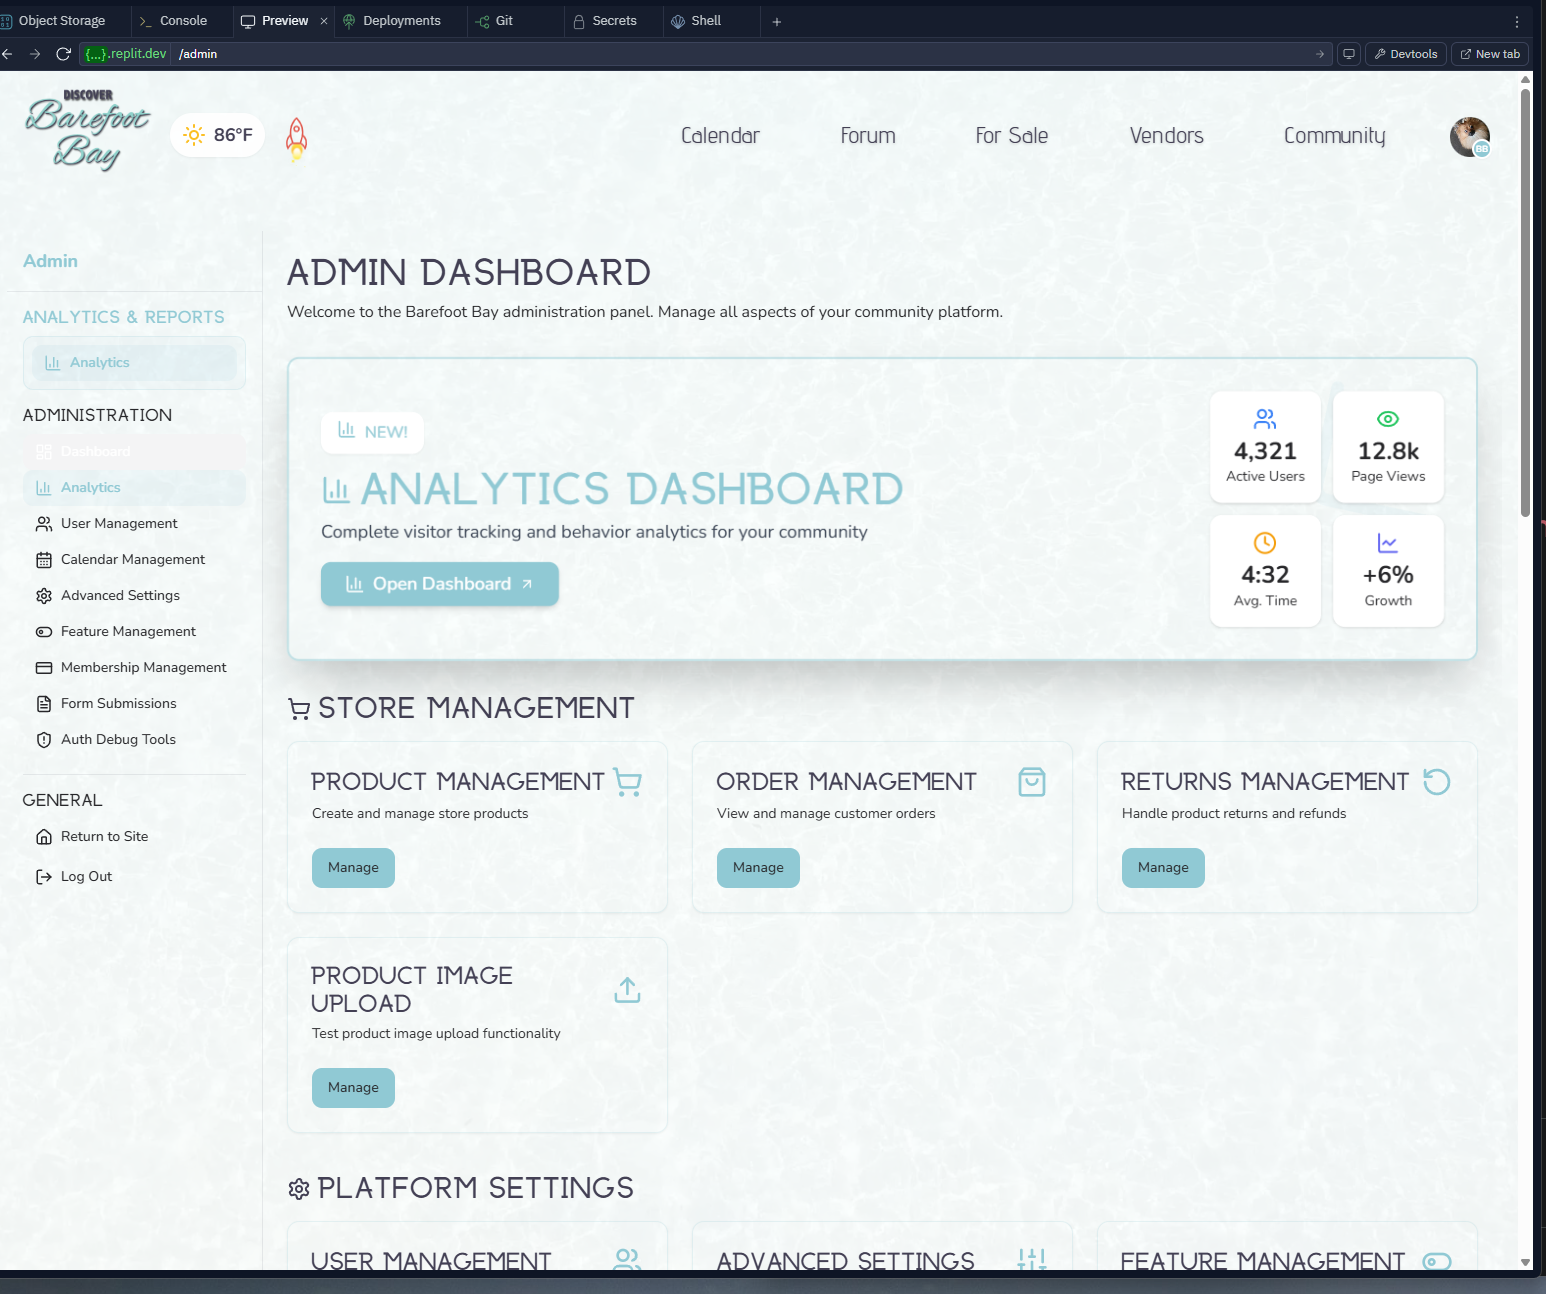 Object Storage
Console
Preview
Deployments
Git
Secrets
Shell
{...}.replit.dev /admin
Devtools
New tab
DISCOVER
Barefoot
Bay
86°F
Calendar
Forum
For Sale
Vendors
Community
BB
Admin
ANALYTICS & REPORTS
Analytics
ADMINISTRATION
Dashboard
Analytics
User Management
Calendar Management
Advanced Settings
Feature Management
Membership Management
Form Submissions
Auth Debug Tools
GENERAL
Return to Site
Log Out
ADMIN DASHBOARD
Welcome to the Barefoot Bay administration panel. Manage all aspects of your community platform.
NEW!
ANALYTICS DASHBOARD
Complete visitor tracking and behavior analytics for your community
Open Dashboard
4,321
Active Users
12.8k
Page Views
4:32
Avg. Time
+6%
Growth
STORE MANAGEMENT
PRODUCT MANAGEMENT
Create and manage store products
Manage
ORDER MANAGEMENT
View and manage customer orders
Manage
RETURNS MANAGEMENT
Handle product returns and refunds
Manage
PRODUCT IMAGE
UPLOAD
Test product image upload functionality
Manage
PLATFORM SETTINGS
USER MANAGEMENT
ADVANCED SETTINGS
FEATURE MANAGEMENT